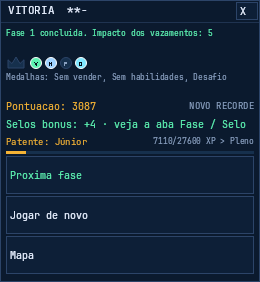 VITORIA **- X
Fase 1 concluida. Impacto dos vazamentos: 5
Medalhas: Sem vender, Sem habilidades, Desafio
Pontuacao: 3087 NOVO RECORDE
Selos bonus: +4 · veja a aba Fase / Selo
Patente: Júnior 7110/27600 XP > Pleno
Proxima fase
Jogar de novo
Mapa